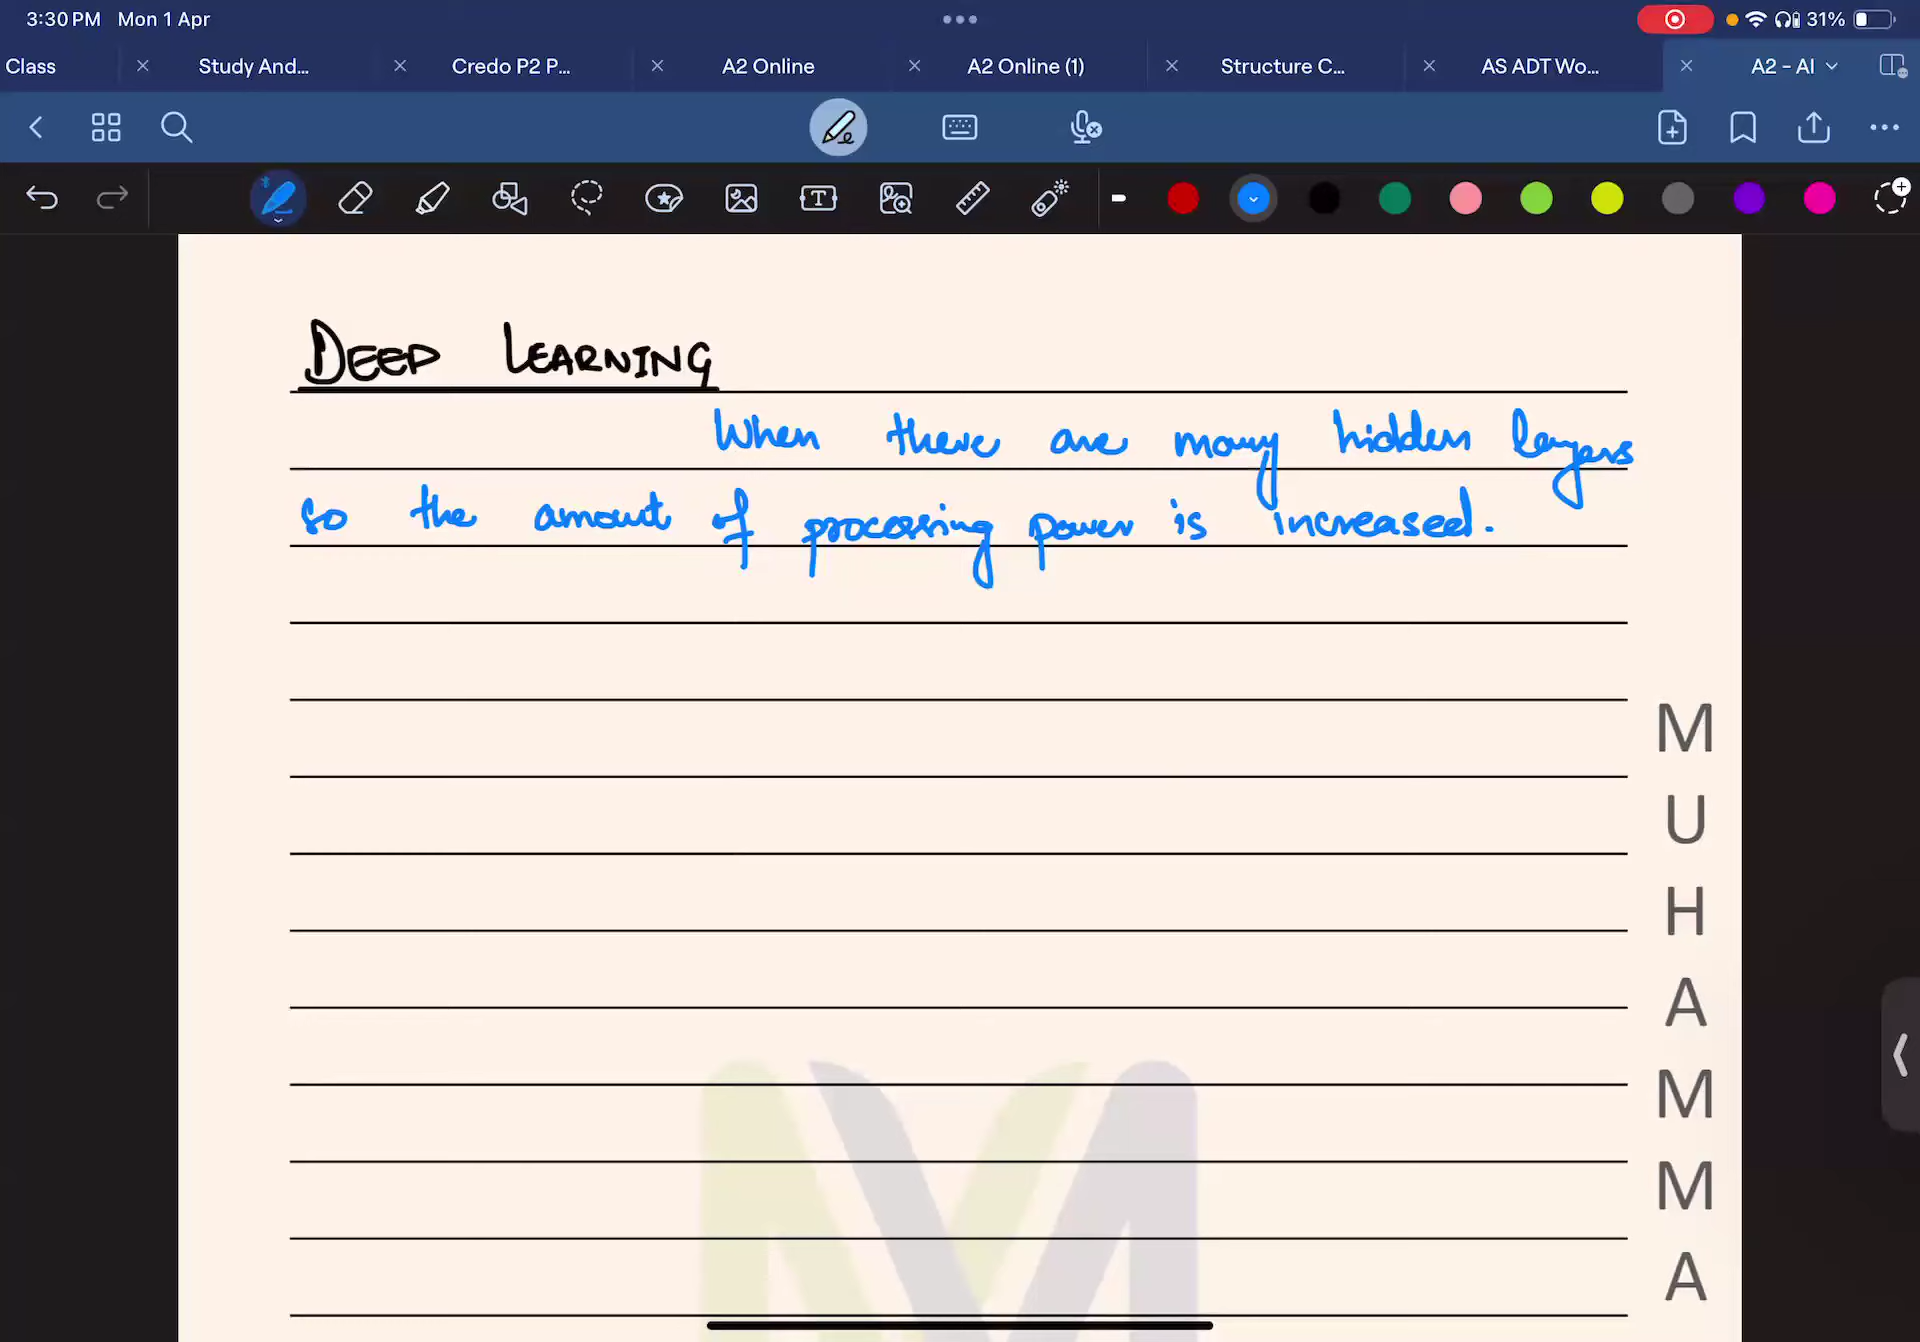 3:30 PM Mon 1 Apr
31%
Class
Study And...
Credo P2 P...
A2 Online
A2 Online (1)
Structure C...
AS ADT Wo...
A2 - AI
DEEP LEARNING
When there are many hidden layers
so the amount of processing power is increased.
M
U
H
A
M
M
A